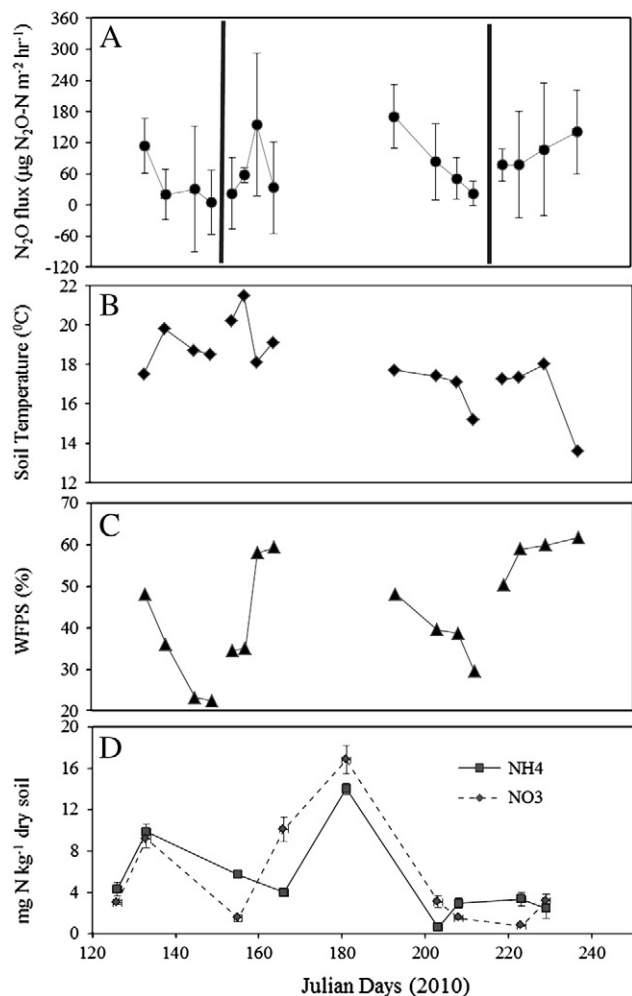 A
360
300
240
180
120
60
0
-60
-120
N₂O flux (µg N₂O-N m⁻² hr⁻¹)
B
22
20
18
16
14
12
Soil Temperature (⁰C)
C
70
60
50
40
30
20
WFPS (%)
D
20
16
12
8
4
0
mg N kg⁻¹ dry soil
NH4
NO3
120 140 160 180 200 220 240
Julian Days (2010)